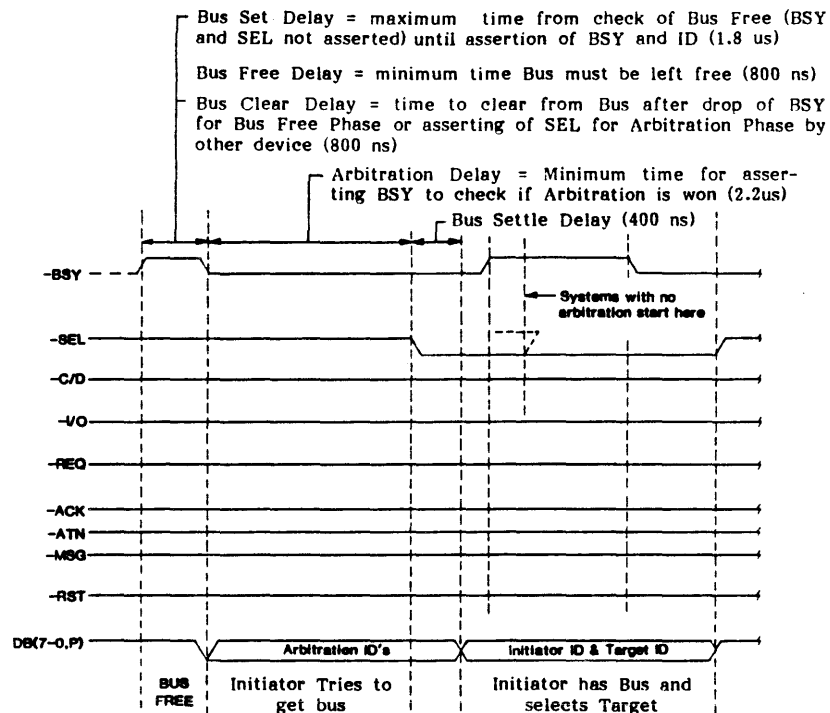 Bus Set Delay = maximum time from check of Bus Free (BSY
and SEL not asserted) until assertion of BSY and ID (1.8 us)
Bus Free Delay = minimum time Bus must be left free (800 ns)
Bus Clear Delay = time to clear from Bus after drop of BSY
for Bus Free Phase or asserting of SEL for Arbitration Phase by
other device (800 ns)
Arbitration Delay = Minimum time for asser-
ting BSY to check if Arbitration is won (2.2us)
Bus Settle Delay (400 ns)
-BSY
Systems with no
arbitration start here
-SEL
-C/D
-I/O
-REQ
-ACK
-ATN
-MSG
-RST
DB(7-0,P)
Arbitration ID's
Initiator ID & Target ID
BUS
FREE
Initiator Tries to
get bus
Initiator has Bus and
selects Target